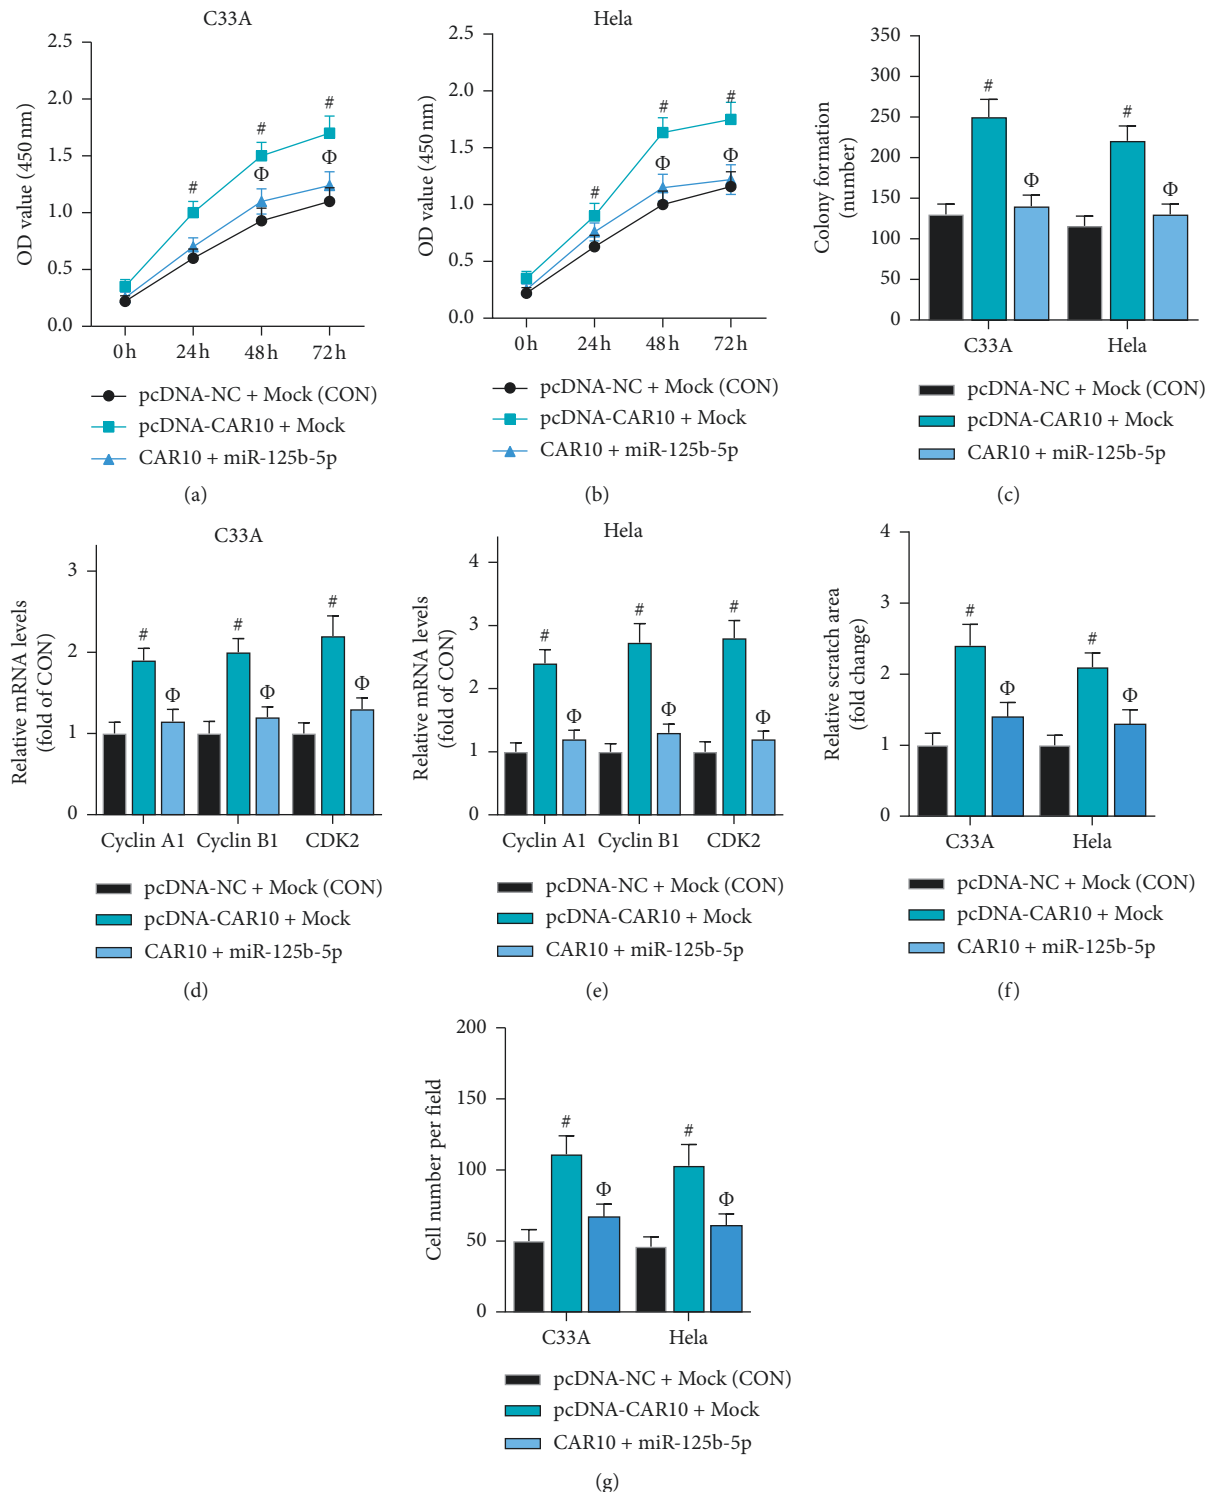 C33A
OD value (450 nm)
2.5
2.0
1.5
1.0
0.5
0.0
# # #
Φ Φ
0 h 24 h 48 h 72 h
pcDNA-NC + Mock (CON)
pcDNA-CAR10 + Mock
CAR10 + miR-125b-5p
(a)
Hela
OD value (450 nm)
2.5
2.0
1.5
1.0
0.5
0.0
# # #
Φ Φ
0 h 24 h 48 h 72 h
pcDNA-NC + Mock (CON)
pcDNA-CAR10 + Mock
CAR10 + miR-125b-5p
(b)
Colony formation
(number)
350
300
250
200
150
100
50
0
# #
Φ Φ
C33A Hela
pcDNA-NC + Mock (CON)
pcDNA-CAR10 + Mock
CAR10 + miR-125b-5p
(c)
C33A
Relative mRNA levels
(fold of CON)
3
2
1
0
# # #
Φ Φ Φ
Cyclin A1 Cyclin B1 CDK2
pcDNA-NC + Mock (CON)
pcDNA-CAR10 + Mock
CAR10 + miR-125b-5p
(d)
Hela
Relative mRNA levels
(fold of CON)
4
3
2
1
0
# # #
Φ Φ Φ
Cyclin A1 Cyclin B1 CDK2
pcDNA-NC + Mock (CON)
pcDNA-CAR10 + Mock
CAR10 + miR-125b-5p
(e)
Relative scratch area
(fold change)
4
3
2
1
0
# #
Φ Φ
C33A Hela
pcDNA-NC + Mock (CON)
pcDNA-CAR10 + Mock
CAR10 + miR-125b-5p
(f)
Cell number per field
200
150
100
50
0
# #
Φ Φ
C33A Hela
pcDNA-NC + Mock (CON)
pcDNA-CAR10 + Mock
CAR10 + miR-125b-5p
(g)